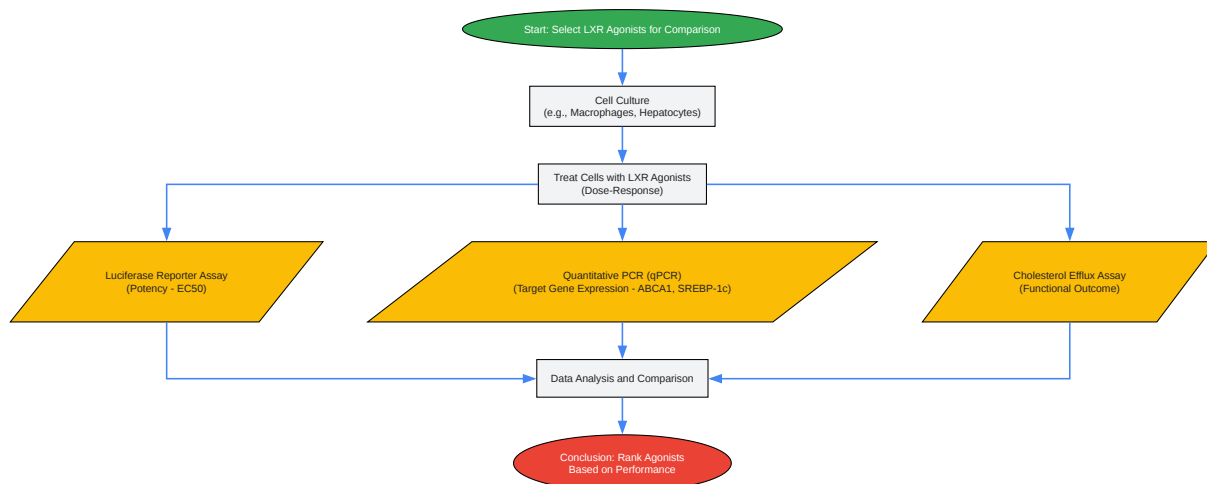 Start: Select LXR Agonists for Comparison
Cell Culture
(e.g., Macrophages, Hepatocytes)
Treat Cells with LXR Agonists
(Dose-Response)
Luciferase Reporter Assay
(Potency - EC50)
Quantitative PCR (qPCR)
(Target Gene Expression - ABCA1, SREBP-1c)
Cholesterol Efflux Assay
(Functional Outcome)
Data Analysis and Comparison
Conclusion: Rank Agonists
Based on Performance